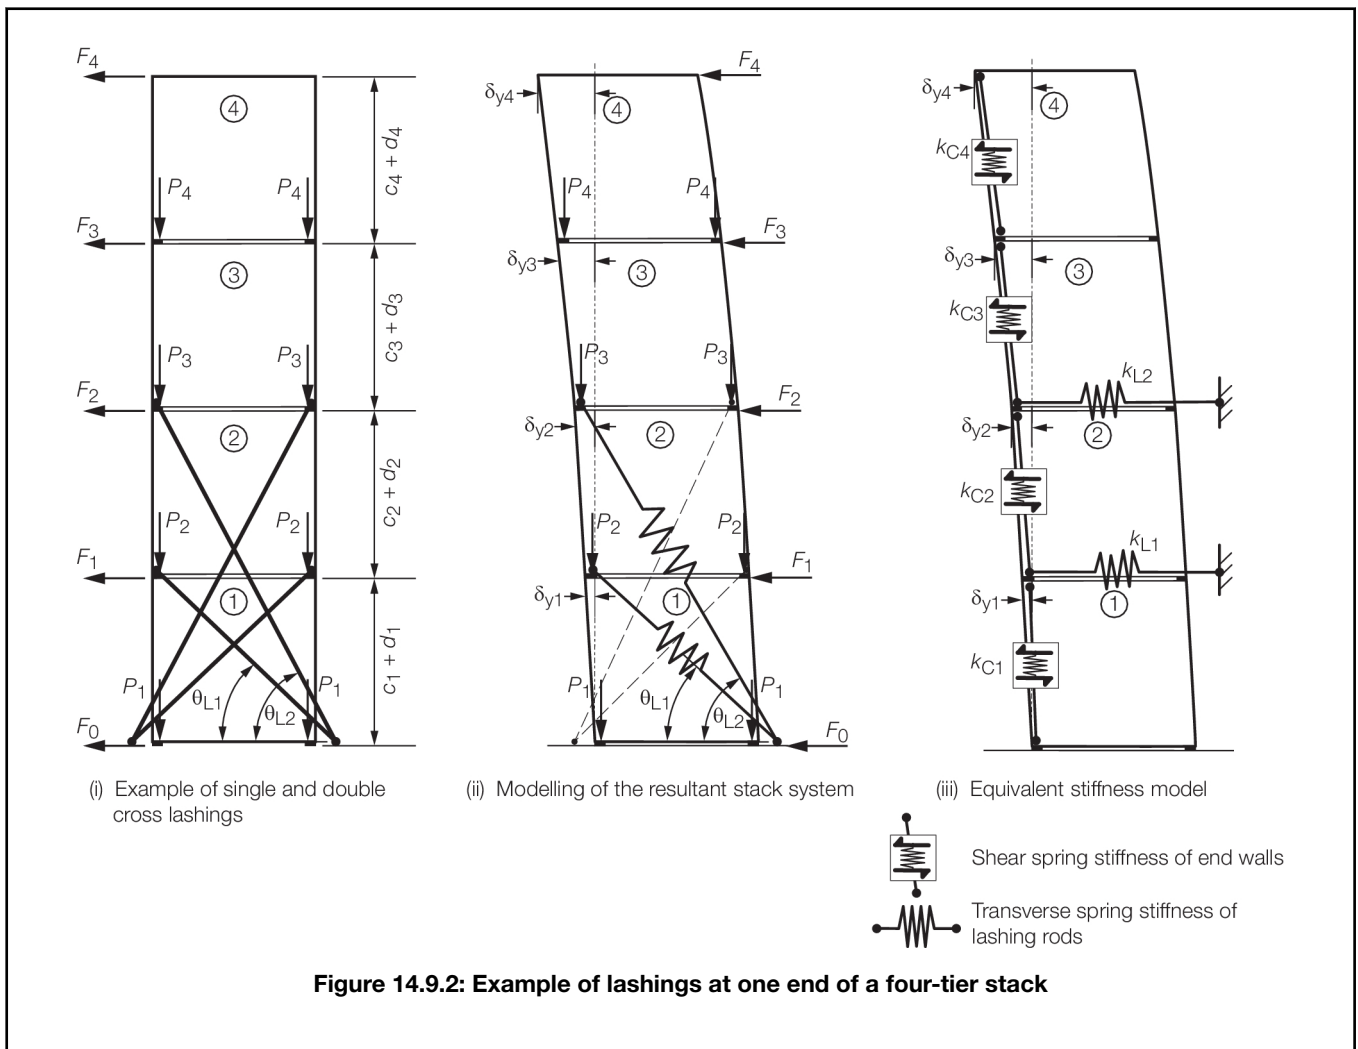 F4
4
P4 P4
c4 + d4
F3
3
P3 P3
c3 + d3
F2
2
P2 P2
c2 + d2
F1
1
P1 P1
θL1
θL2
c1 + d1
F0
(i) Example of single and double
cross lashings
F4
δy4
4
P4 P4
F3
δy3
3
P3 P3
F2
δy2
2
P2 P2
F1
δy1
1
P1 P1
θL1
θL2
F0
(ii) Modelling of the resultant stack system
δy4
4
kC4
δy3
3
kC3
kL2
δy2
2
kC2
kL1
δy1
1
kC1
(iii) Equivalent stiffness model
Shear spring stiffness of end walls
Transverse spring stiffness of
lashing rods
Figure 14.9.2: Example of lashings at one end of a four-tier stack